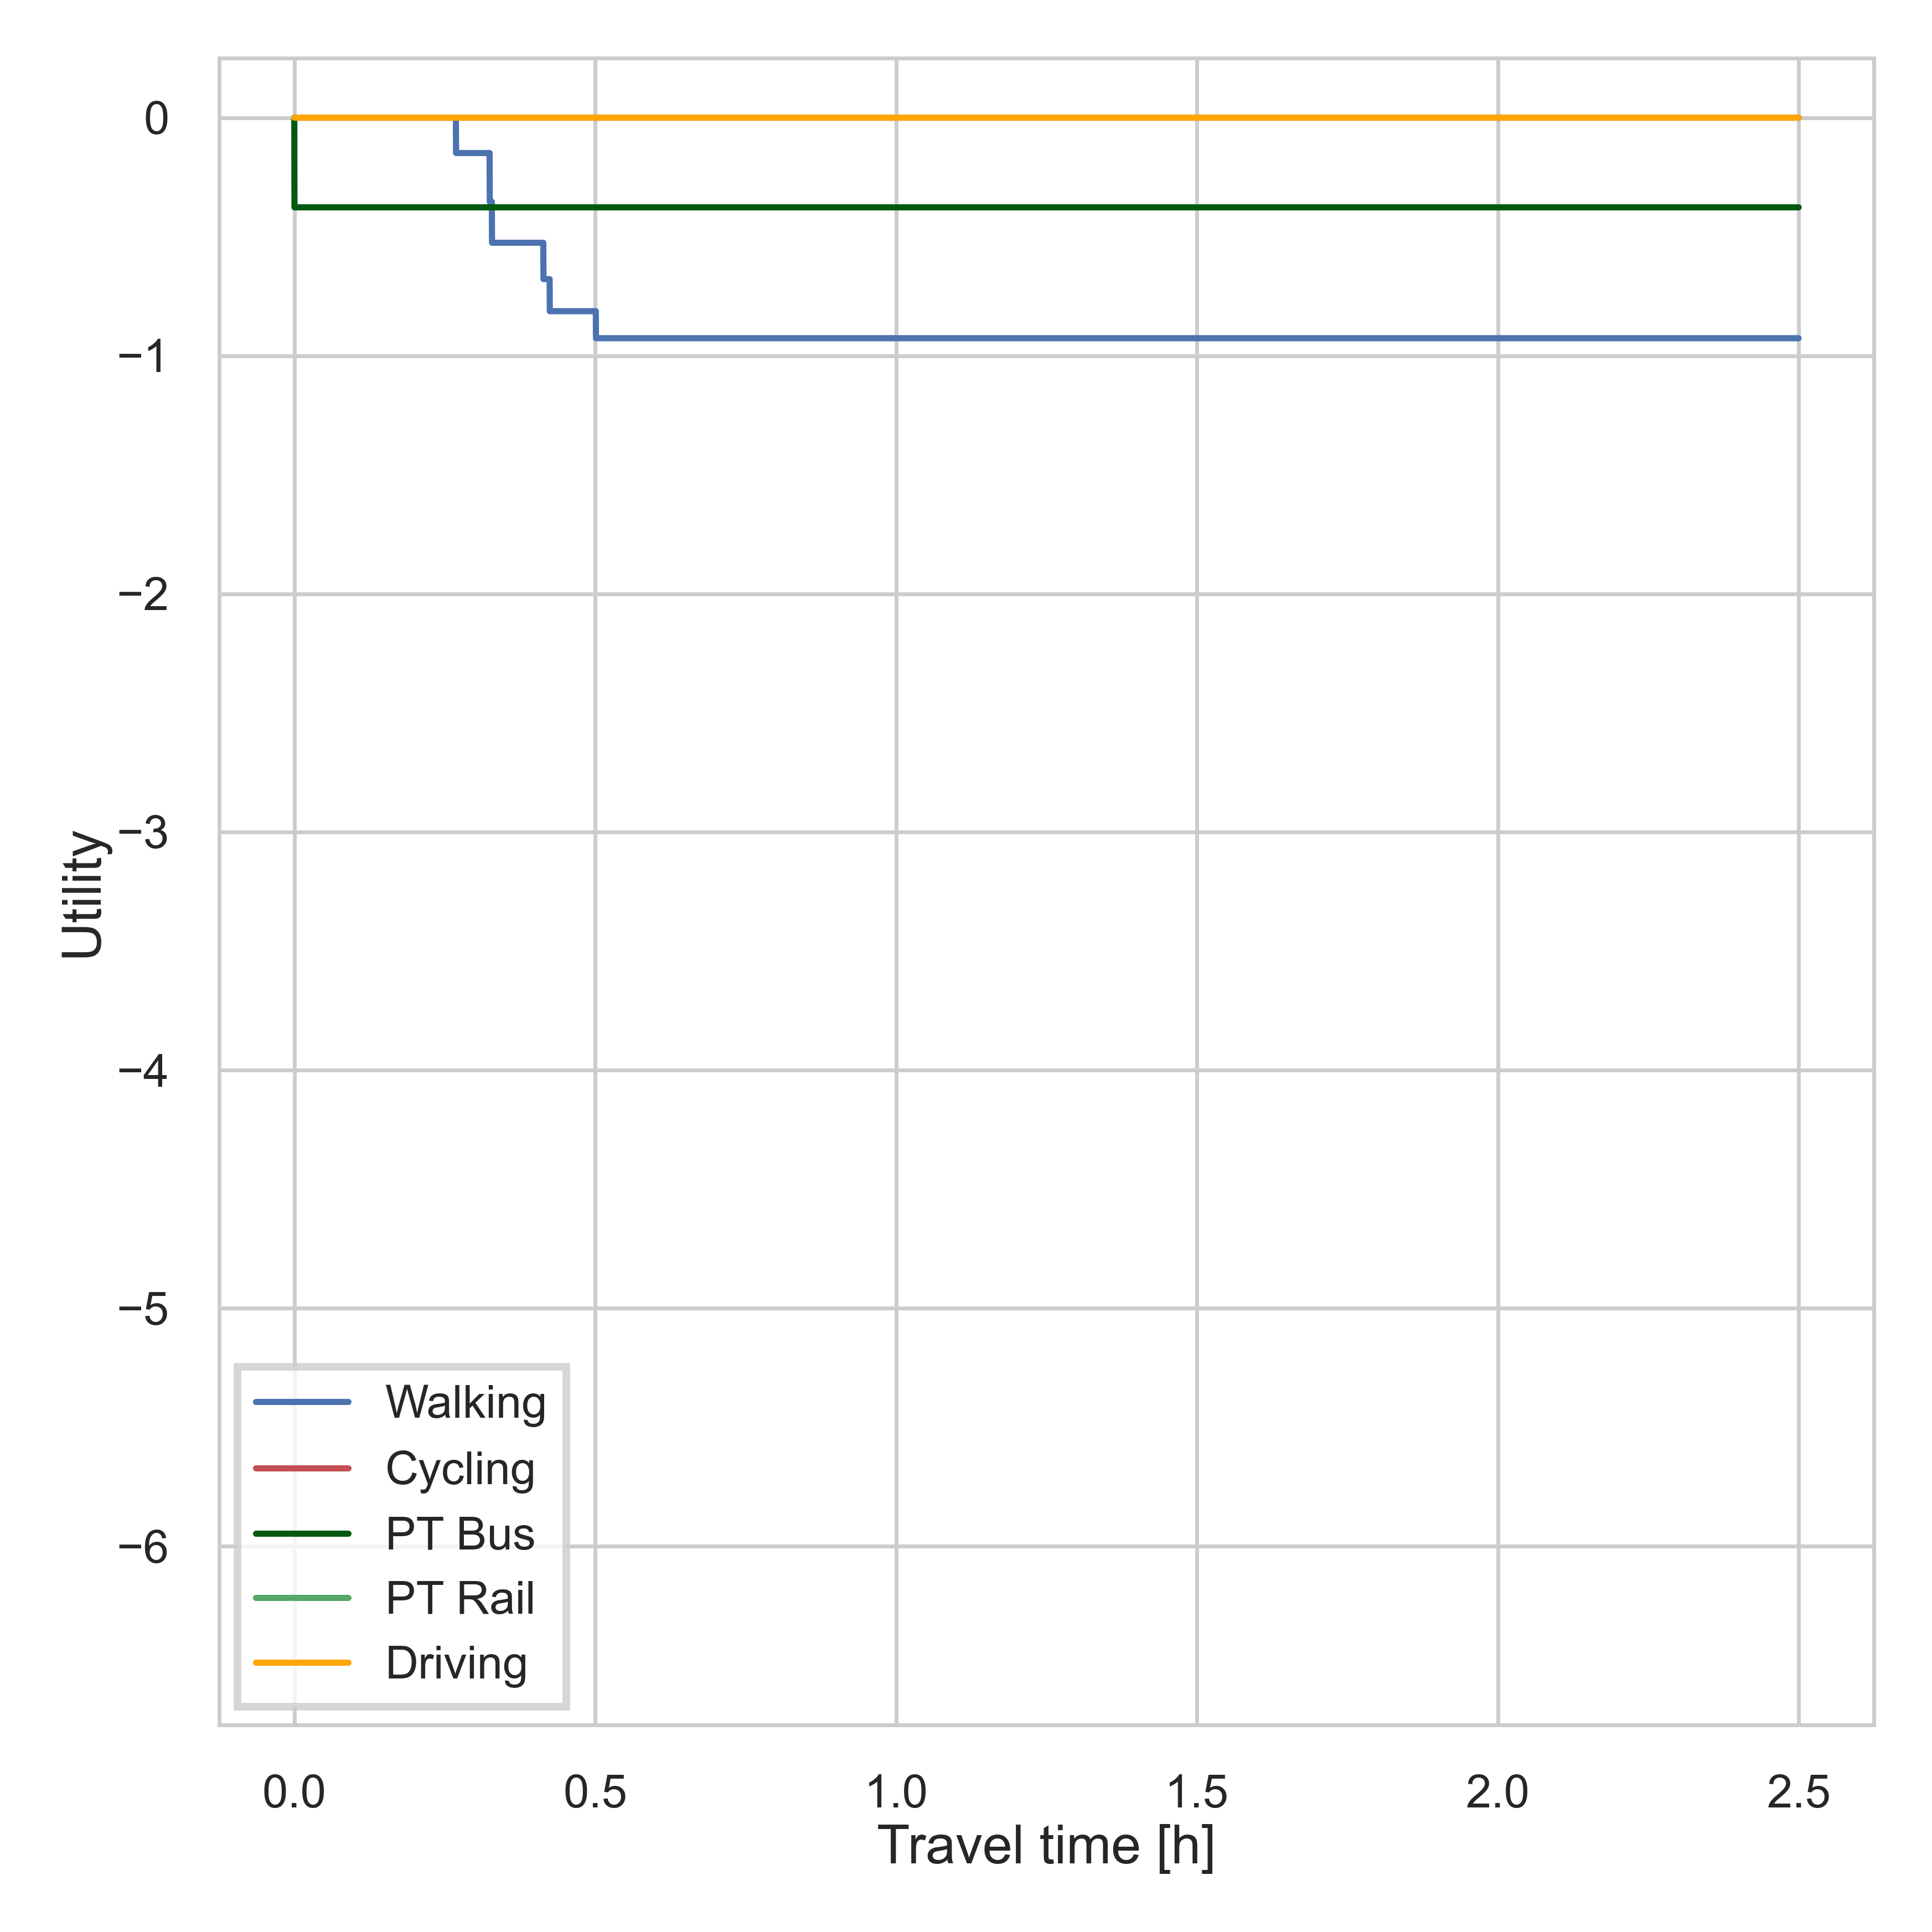 0
−1
−2
−3
−4
−5
−6
Utility
Walking
Cycling
PT Bus
PT Rail
Driving
0.0 0.5 1.0 1.5 2.0 2.5
Travel time [h]